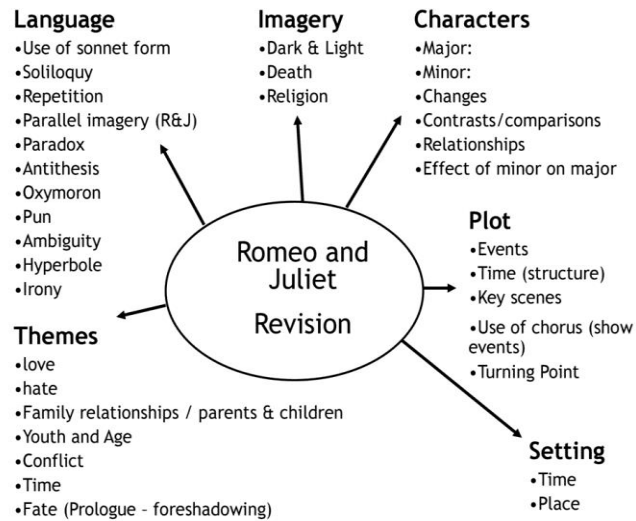 Language
•Use of sonnet form
•Soliloquy
•Repetition
•Parallel imagery (R&J)
•Paradox
•Antithesis
•Oxymoron
•Pun
•Ambiguity
•Hyperbole
•Irony
Imagery
•Dark & Light
•Death
•Religion
Characters
•Major:
•Minor:
•Changes
•Contrasts/comparisons
•Relationships
•Effect of minor on major
Romeo and
Juliet
Revision
Plot
•Events
•Time (structure)
•Key scenes
•Use of chorus (show
events)
•Turning Point
Themes
•love
•hate
•Family relationships / parents & children
•Youth and Age
•Conflict
•Time
•Fate (Prologue - foreshadowing)
Setting
•Time
•Place